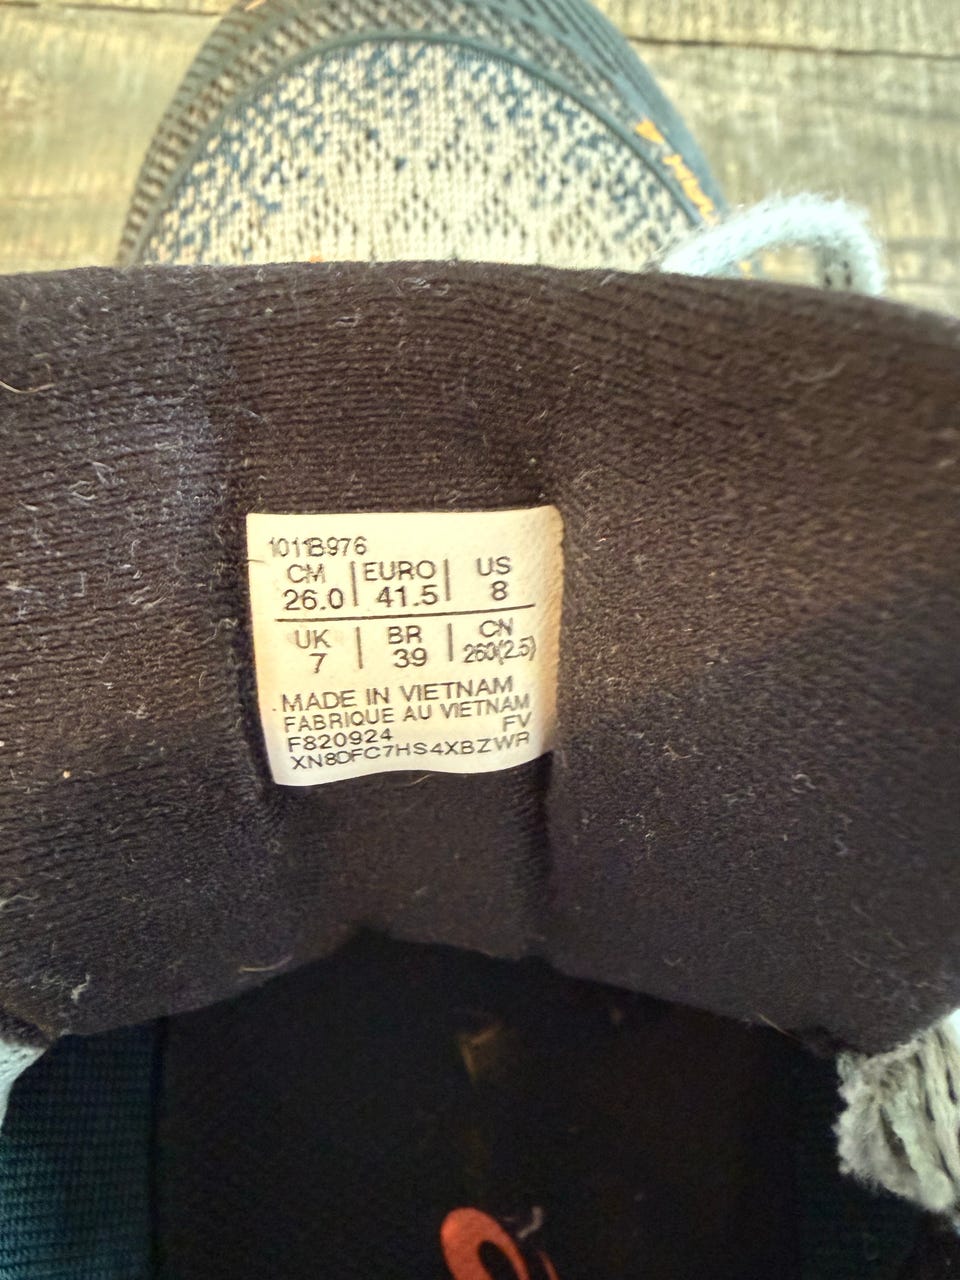 1011B976
CM | EURO | US
26.0 | 41.5 | 8
UK | BR | CN
7 | 39 | 260(2.5)
MADE IN VIETNAM
FABRIQUE AU VIETNAM
F820924 FV
XN8DFC7HS4XBZWR